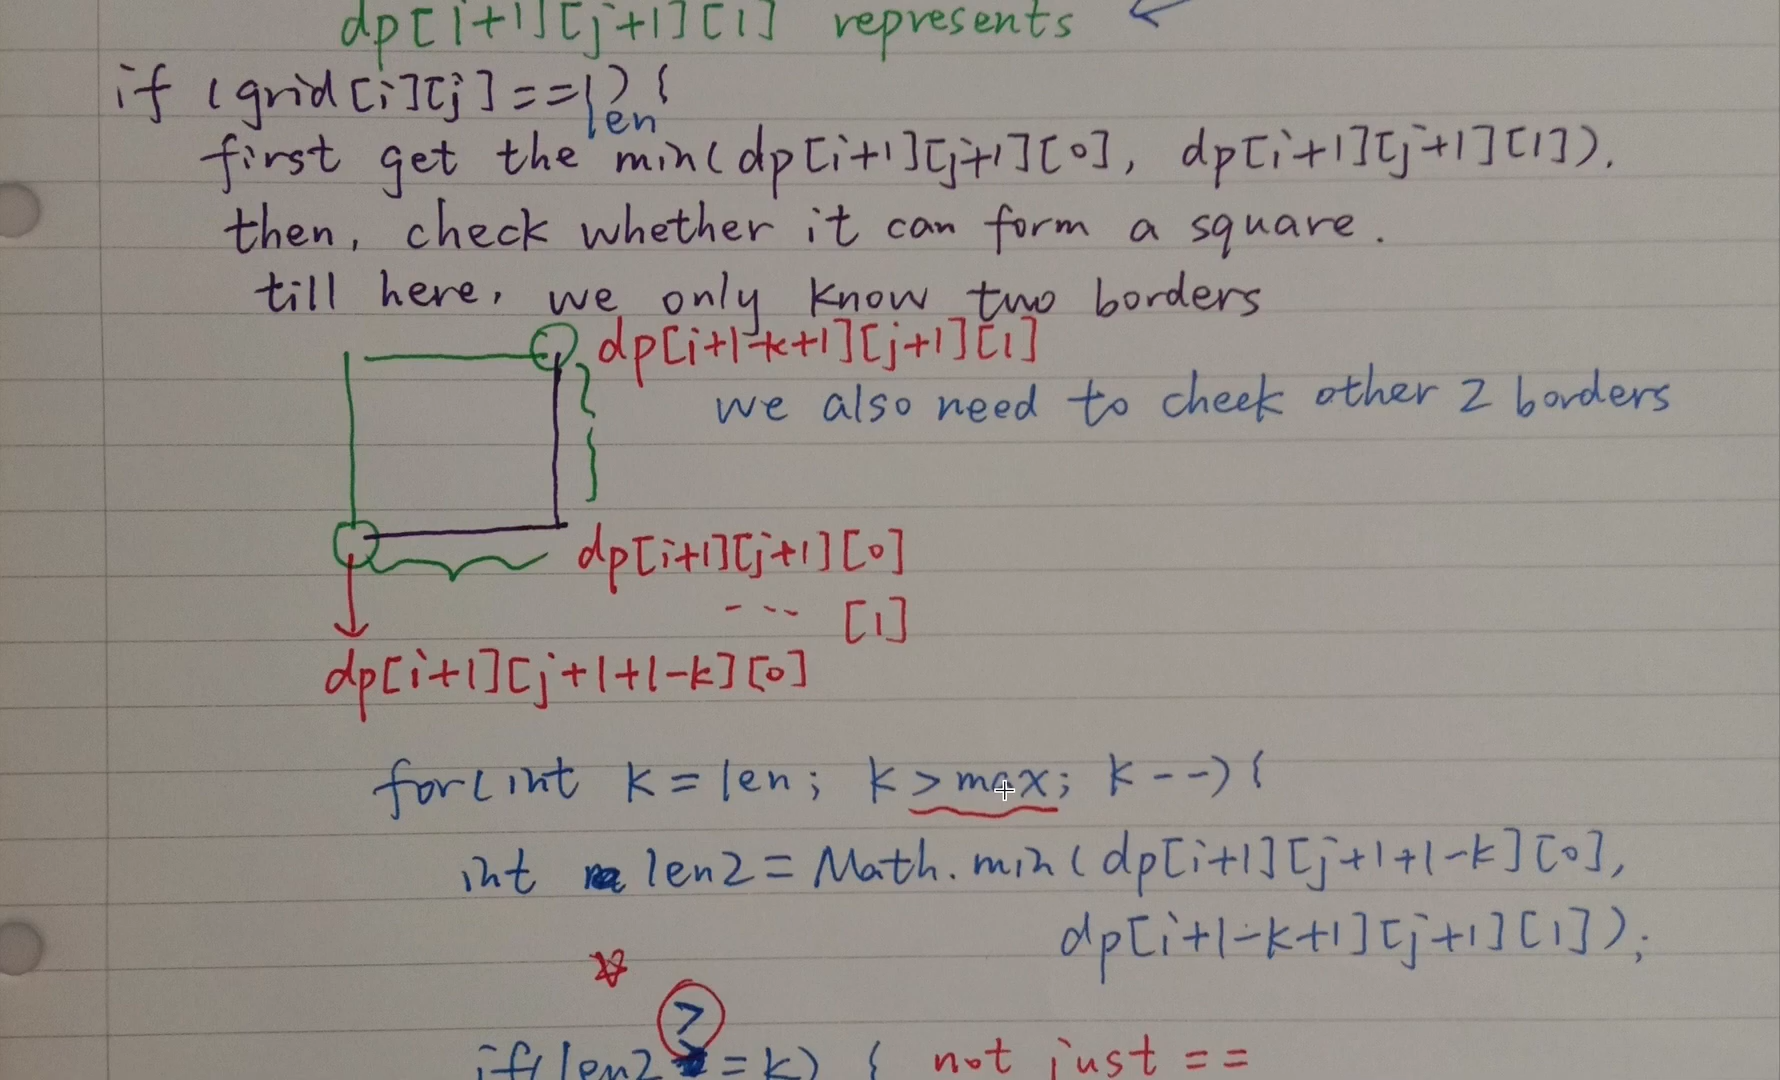 dp[i+1][j+1][1] represents
if (grid[i][j]==1) {
len
first get the min(dp[i+1][j+1][0], dp[i+1][j+1][1]).
then, check whether it can form a square.
till here, we only know two borders
dp[i+1-k+1][j+1][1]
we also need to check other 2 borders
dp[i+1][j+1][0]
- -- [1]
dp[i+1][j+1+1-k][0]
for(int k=len; k>max; k--){
int len2=Math.min(dp[i+1][j+1+1-k][0],
dp[i+1-k+1][j+1][1]);
>
if(len2 =k) { not just ==